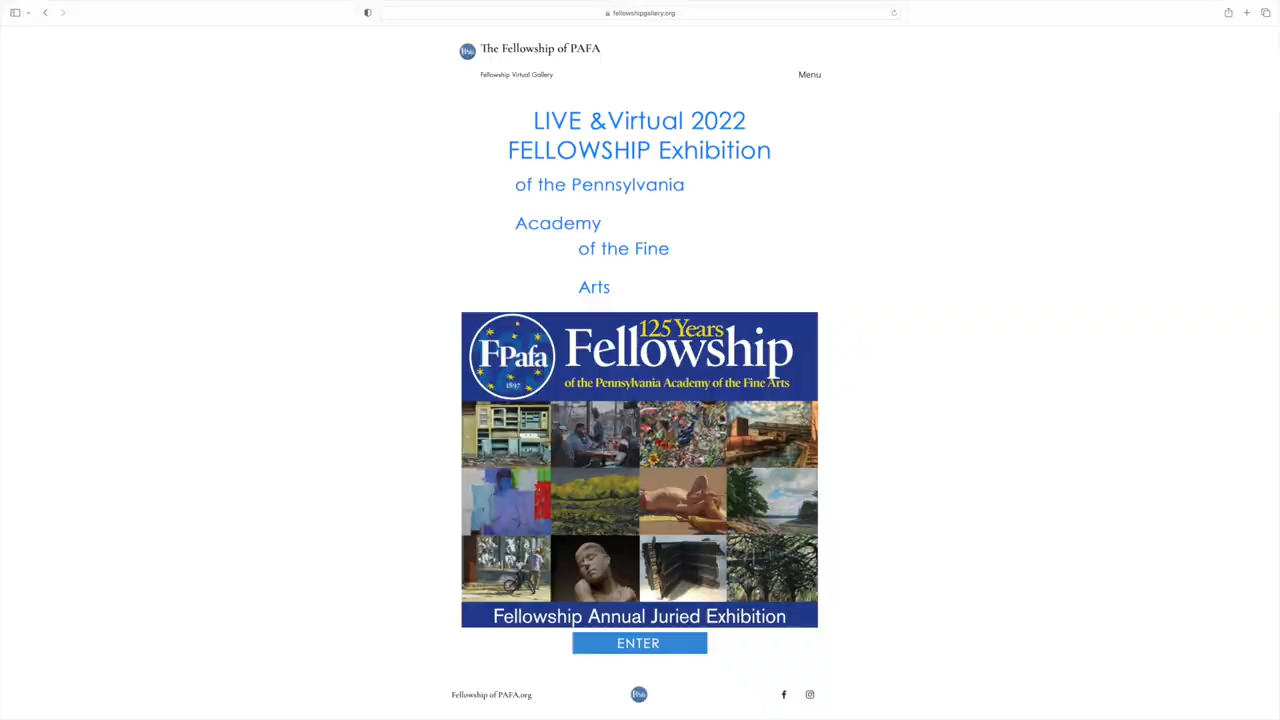 fellowshipgallery.org
The Fellowship of PAFA
Fellowship Virtual Gallery
Menu
LIVE &Virtual 2022
FELLOWSHIP Exhibition
of the Pennsylvania
Academy
of the Fine
Arts
FPafa
1897
125 Years
Fellowship
of the Pennsylvania Academy of the Fine Arts
Fellowship Annual Juried Exhibition
ENTER
Fellowship of PAFA.org